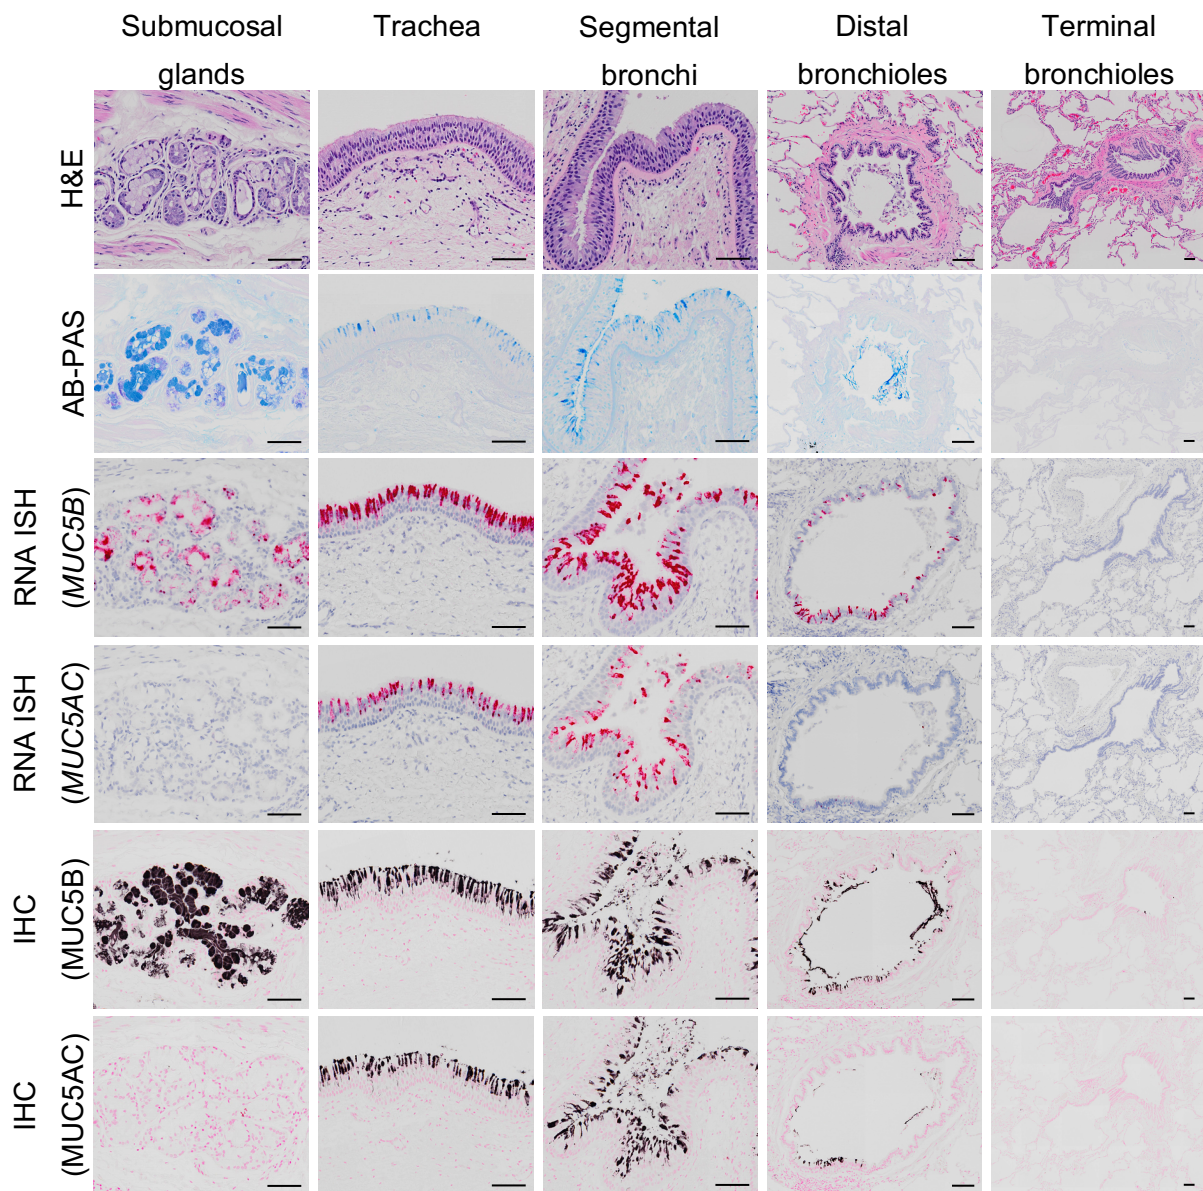 Submucosal
glands
Trachea
Segmental
bronchi
Distal
bronchioles
Terminal
bronchioles
H&E
AB-PAS
RNA ISH
(MUC5B)
RNA ISH
(MUC5AC)
IHC
(MUC5B)
IHC
(MUC5AC)